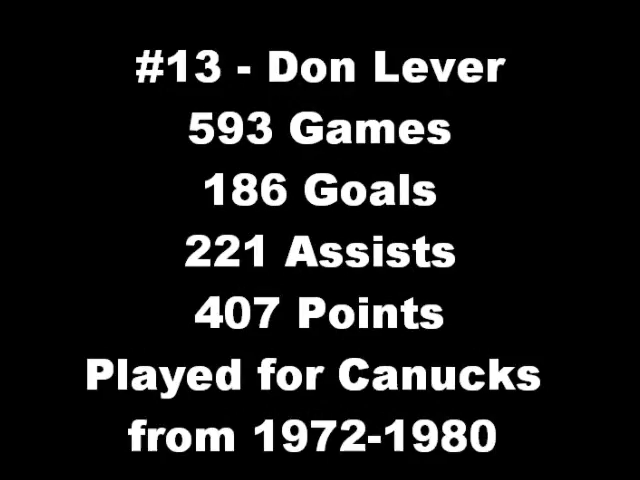 #13 - Don Lever
593 Games
186 Goals
221 Assists
407 Points
Played for Canucks
from 1972-1980